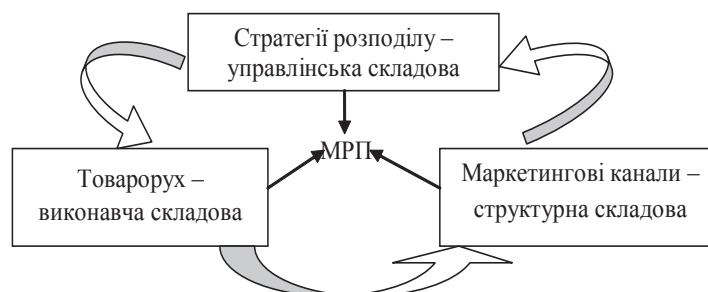 Стратегії розподілу –
управлінська складова
МРП
Товарорух –
виконавча складова
Маркетингові канали –
структурна складова